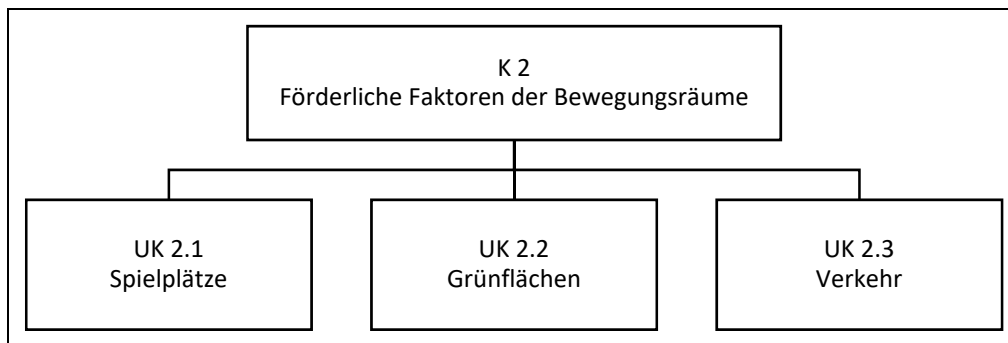 K 2
Förderliche Faktoren der Bewegungsräume
UK 2.1
Spielplätze
UK 2.2
Grünflächen
UK 2.3
Verkehr